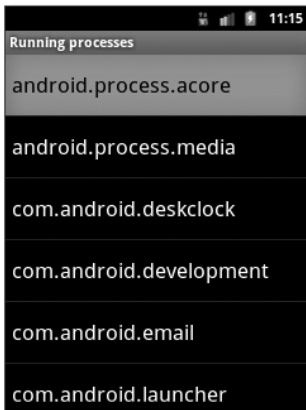 11:15
Running processes
android.process.acore
android.process.media
com.android.deskclock
com.android.development
com.android.email
com.android.launcher